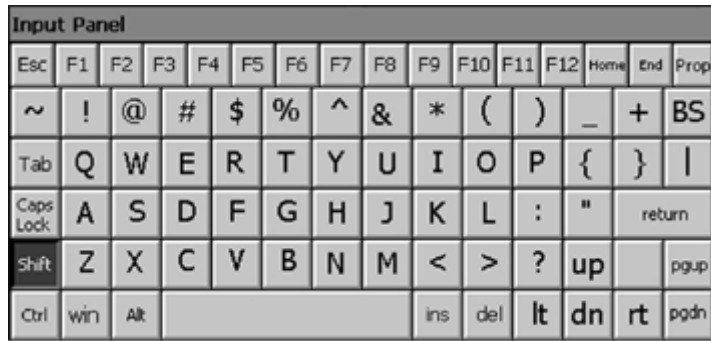 Input Panel
Esc F1 F2 F3 F4 F5 F6 F7 F8 F9 F10 F11 F12 Home End Prop
~ ! @ # $ % ^ & * ( ) _ + BS
Tab Q W E R T Y U I O P { } |
Caps Lock A S D F G H J K L : " return
Shift Z X C V B N M < > ? up pgup
Ctrl win Alt ins del lt dn rt pgdn